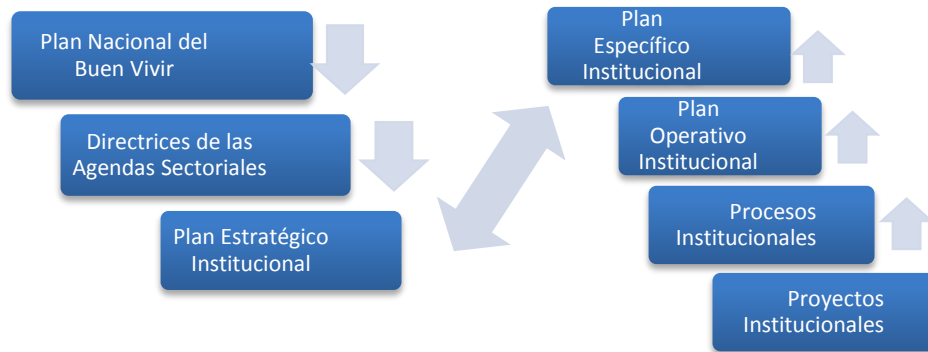 Plan Nacional del
Buen Vivir
Directrices de las
Agendas Sectoriales
Plan Estratégico
Institucional
Plan
Específico
Institucional
Plan
Operativo
Institucional
Procesos
Institucionales
Proyectos
Institucionales